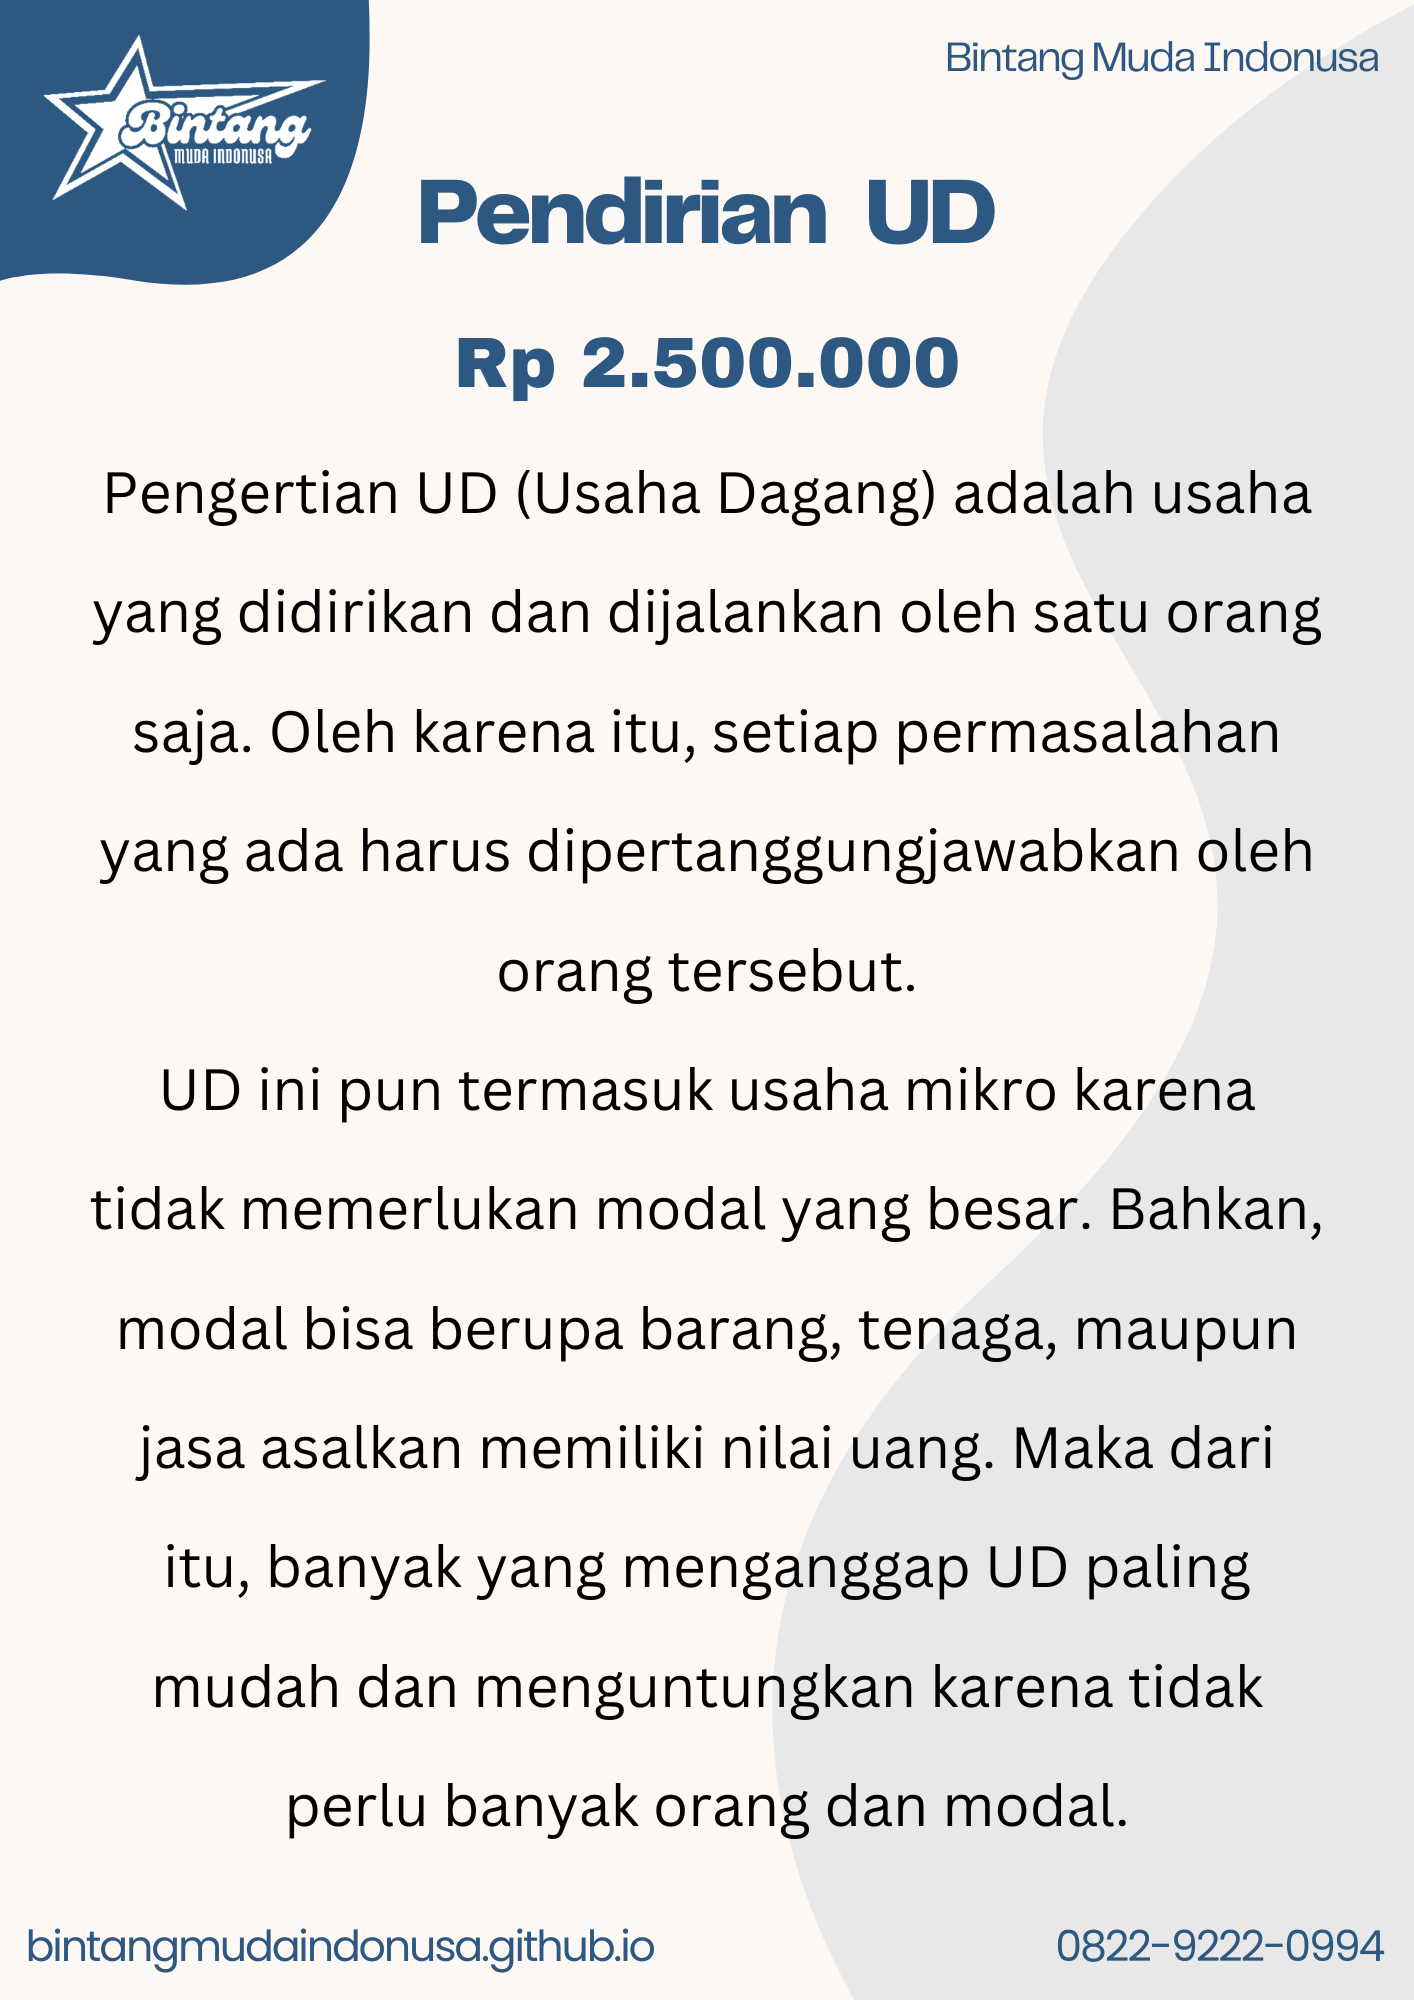 Bintang
MUDA INDONUSA
Bintang Muda Indonusa
Pendirian UD
Rp 2.500.000
Pengertian UD (Usaha Dagang) adalah usaha
yang didirikan dan dijalankan oleh satu orang
saja. Oleh karena itu, setiap permasalahan
yang ada harus dipertanggungjawabkan oleh
orang tersebut.
UD ini pun termasuk usaha mikro karena
tidak memerlukan modal yang besar. Bahkan,
modal bisa berupa barang, tenaga, maupun
jasa asalkan memiliki nilai uang. Maka dari
itu, banyak yang menganggap UD paling
mudah dan menguntungkan karena tidak
perlu banyak orang dan modal.
bintangmudaindonusa.github.io
0822-9222-0994